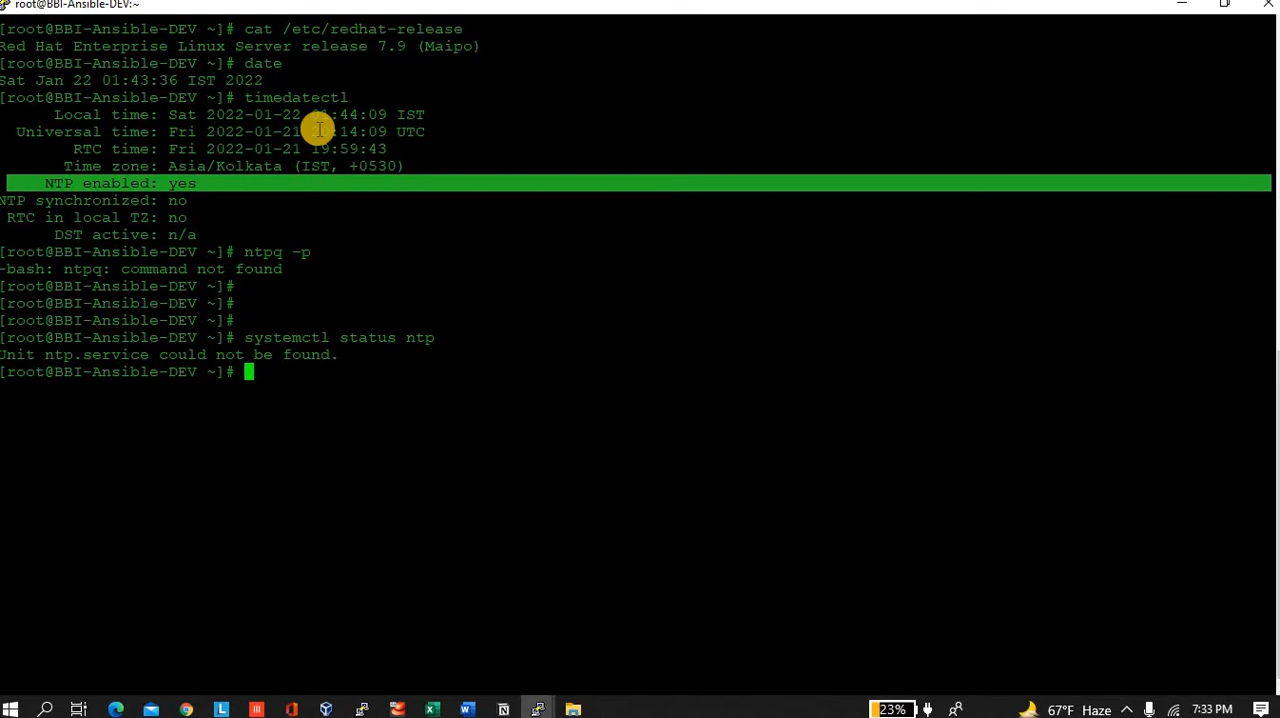 root@BBI-Ansible-DEV:~
[root@BBI-Ansible-DEV ~]# cat /etc/redhat-release
Red Hat Enterprise Linux Server release 7.9 (Maipo)
[root@BBI-Ansible-DEV ~]# date
Sat Jan 22 01:43:36 IST 2022
[root@BBI-Ansible-DEV ~]# timedatectl
Local time: Sat 2022-01-22 01:44:09 IST
Universal time: Fri 2022-01-21 :14:09 UTC
RTC time: Fri 2022-01-21 19:59:43
Time zone: Asia/Kolkata (IST, +0530)
NTP enabled: yes
NTP synchronized: no
RTC in local TZ: no
DST active: n/a
[root@BBI-Ansible-DEV ~]# ntpq -p
-bash: ntpq: command not found
[root@BBI-Ansible-DEV ~]#
[root@BBI-Ansible-DEV ~]#
[root@BBI-Ansible-DEV ~]#
[root@BBI-Ansible-DEV ~]# systemctl status ntp
Unit ntp.service could not be found.
[root@BBI-Ansible-DEV ~]#
23% 67°F Haze 7:33 PM